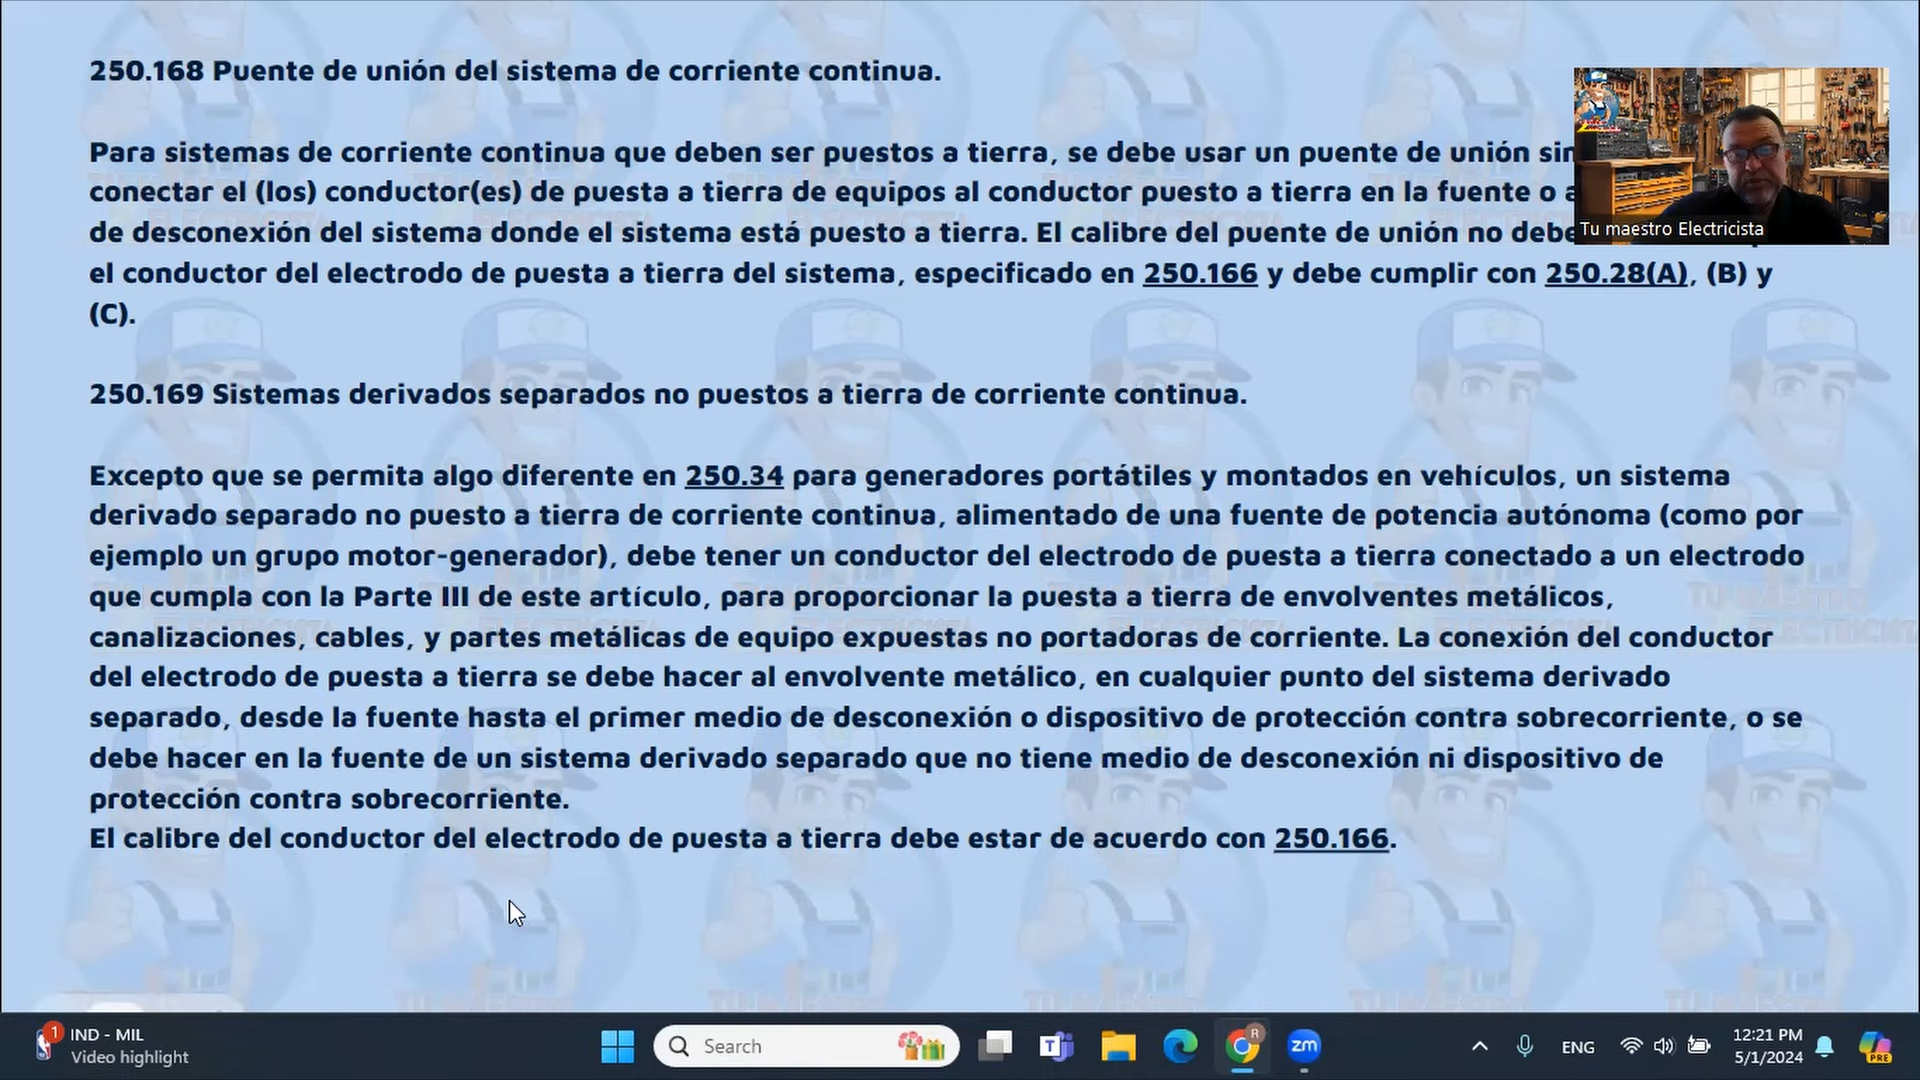 250.168 Puente de unión del sistema de corriente continua.
Para sistemas de corriente continua que deben ser puestos a tierra, se debe usar un puente de unión sin
conectar el (los) conductor(es) de puesta a tierra de equipos al conductor puesto a tierra en la fuente o a
de desconexión del sistema donde el sistema está puesto a tierra. El calibre del puente de unión no debe
el conductor del electrodo de puesta a tierra del sistema, especificado en 250.166 y debe cumplir con 250.28(A), (B) y
(C).
Tu maestro Electricista
250.169 Sistemas derivados separados no puestos a tierra de corriente continua.
Excepto que se permita algo diferente en 250.34 para generadores portátiles y montados en vehículos, un sistema
derivado separado no puesto a tierra de corriente continua, alimentado de una fuente de potencia autónoma (como por
ejemplo un grupo motor-generador), debe tener un conductor del electrodo de puesta a tierra conectado a un electrodo
que cumpla con la Parte III de este artículo, para proporcionar la puesta a tierra de envolventes metálicos,
canalizaciones, cables, y partes metálicas de equipo expuestas no portadoras de corriente. La conexión del conductor
del electrodo de puesta a tierra se debe hacer al envolvente metálico, en cualquier punto del sistema derivado
separado, desde la fuente hasta el primer medio de desconexión o dispositivo de protección contra sobrecorriente, o se
debe hacer en la fuente de un sistema derivado separado que no tiene medio de desconexión ni dispositivo de
protección contra sobrecorriente.
El calibre del conductor del electrodo de puesta a tierra debe estar de acuerdo con 250.166.
1
IND - MIL
Video highlight
Search
T
R
zm
ENG
12:21 PM
5/1/2024
PRE